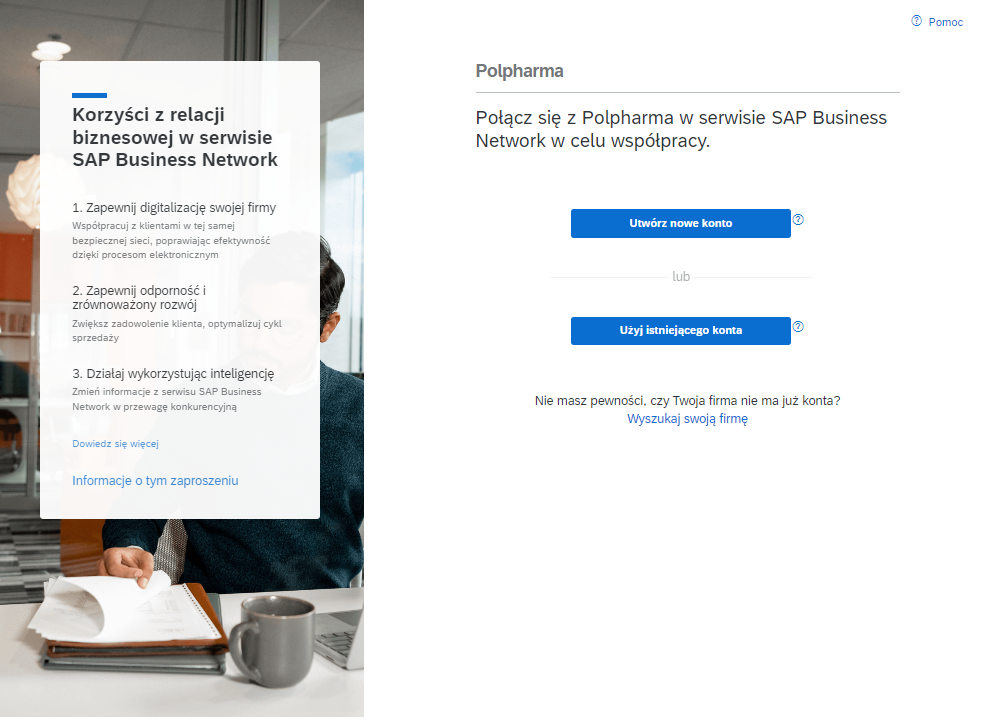 Pomoc
Korzyści z relacji
biznesowej w serwisie
SAP Business Network
1. Zapewnij digitalizację swojej firmy
Współpracuj z klientami w tej samej
bezpiecznej sieci, poprawiając efektywność
dzięki procesom elektronicznym
2. Zapewnij odporność i
zrównoważony rozwój
Zwiększ zadowolenie klienta, optymalizuj cykl
sprzedaży
3. Działaj wykorzystując inteligencję
Zmień informacje z serwisu SAP Business
Network w przewagę konkurencyjną
Dowiedz się więcej
Informacje o tym zaproszeniu
Polpharma
Połącz się z Polpharma w serwisie SAP Business
Network w celu współpracy.
Utwórz nowe konto
lub
Użyj istniejącego konta
Nie masz pewności, czy Twoja firma nie ma już konta?
Wyszukaj swoją firmę